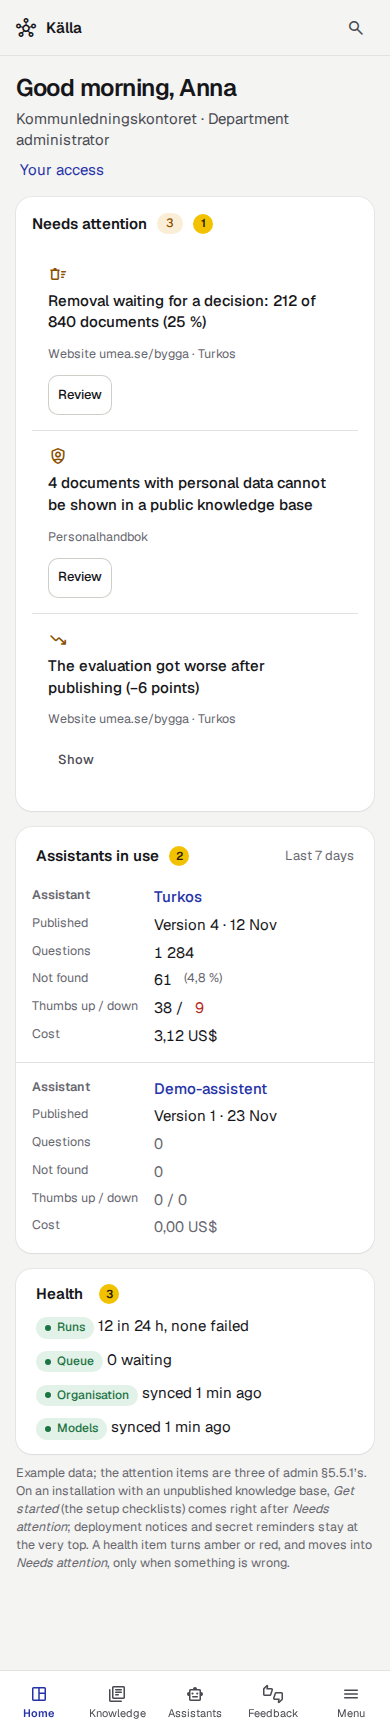 Källa
Good morning, Anna
Kommunledningskontoret · Department
administrator
Your access
Needs attention 3 1
Removal waiting for a decision: 212 of
840 documents (25 %)
Website umea.se/bygga · Turkos
Review
4 documents with personal data cannot
be shown in a public knowledge base
Personalhandbok
Review
The evaluation got worse after
publishing (−6 points)
Website umea.se/bygga · Turkos
Show
Assistants in use 2 Last 7 days
Assistant Turkos
Published Version 4 · 12 Nov
Questions 1 284
Not found 61 (4,8 %)
Thumbs up / down 38 / 9
Cost 3,12 US$
Assistant Demo-assistent
Published Version 1 · 23 Nov
Questions 0
Not found 0
Thumbs up / down 0 / 0
Cost 0,00 US$
Health 3
Runs 12 in 24 h, none failed
Queue 0 waiting
Organisation synced 1 min ago
Models synced 1 min ago
Example data; the attention items are three of admin §5.5.1's.
On an installation with an unpublished knowledge base, Get
started (the setup checklists) comes right after Needs
attention; deployment notices and secret reminders stay at
the very top. A health item turns amber or red, and moves into
Needs attention, only when something is wrong.
Home Knowledge Assistants Feedback Menu